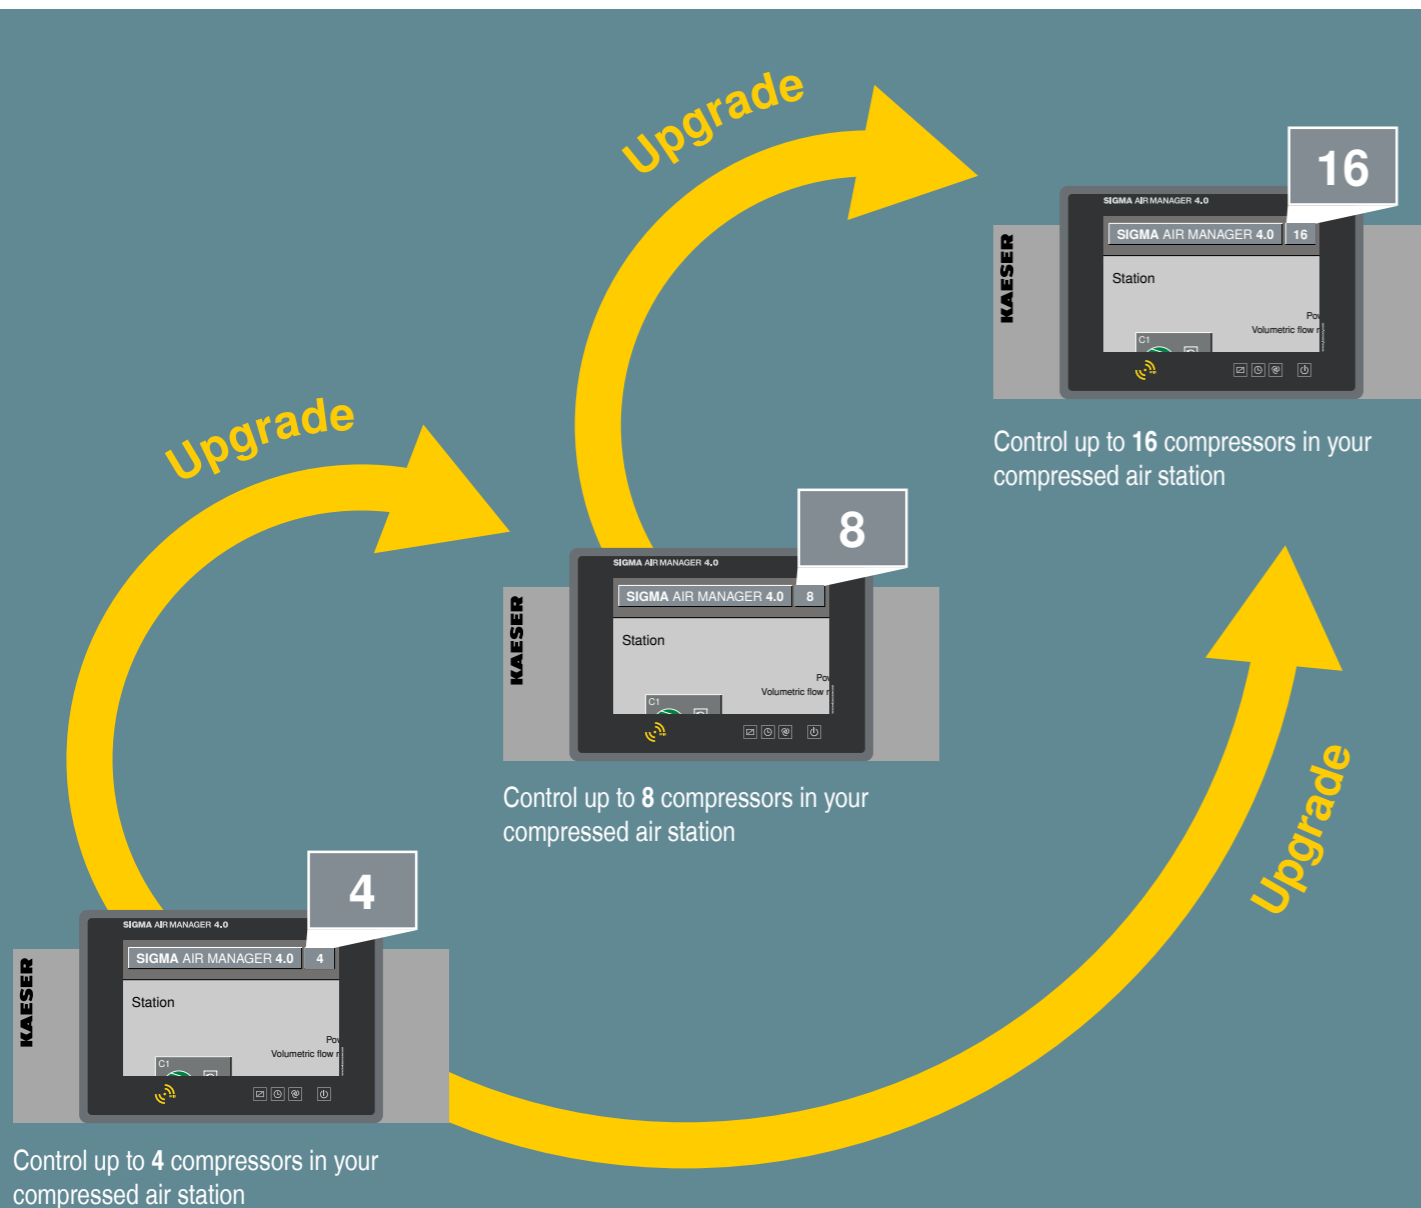 Upgrade
16
SIGMA AIR MANAGER 4.0
SIGMA AIR MANAGER 4.0 16
KAESER
Station
Pow
Volumetric flow r
C1
Control up to 16 compressors in your
compressed air station
Upgrade
8
SIGMA AIR MANAGER 4.0
SIGMA AIR MANAGER 4.0 8
KAESER
Station
Pow
Volumetric flow r
C1
Control up to 8 compressors in your
compressed air station
Upgrade
4
SIGMA AIR MANAGER 4.0
SIGMA AIR MANAGER 4.0 4
KAESER
Station
Pow
Volumetric flow r
C1
Control up to 4 compressors in your
compressed air station